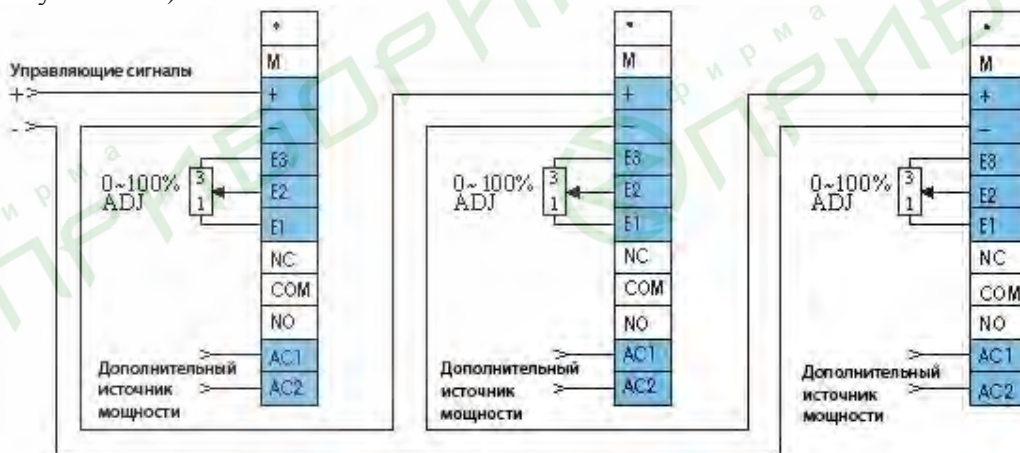 Управляющие сигналы
+
-
*
M
+
–
E3
E2
E1
NC
COM
NO
AC1
AC2
0~100%
ADJ
3
1
Дополнительный
источник
мощности
M
+
–
E3
E2
E1
NC
COM
NO
AC1
AC2
0~100%
ADJ
3
1
Дополнительный
источник
мощности
M
+
–
E3
E2
E1
NC
COM
NO
AC1
AC2
0~100%
ADJ
3
1
Дополнительный
источник
мощности
фирма
ПРИБОР